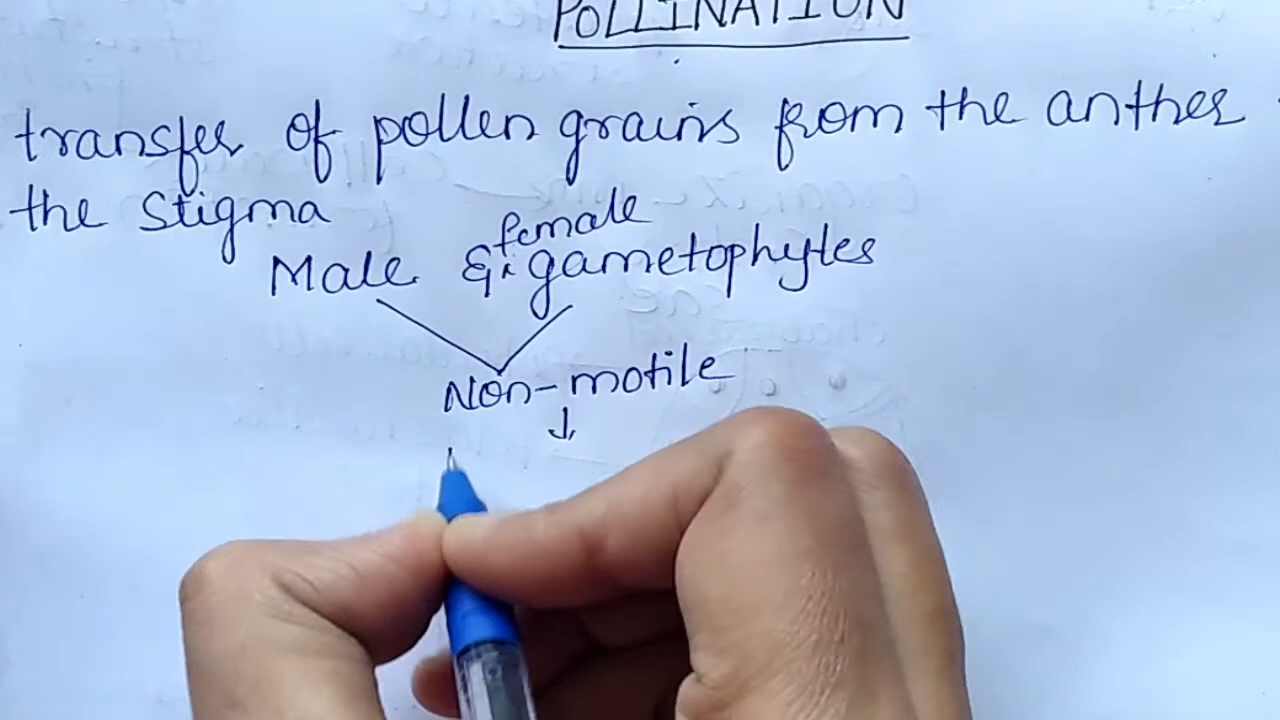 POLLINATION
transfer of pollen grains from the anther
the stigma
female
Male & gametophytes
Non-motile